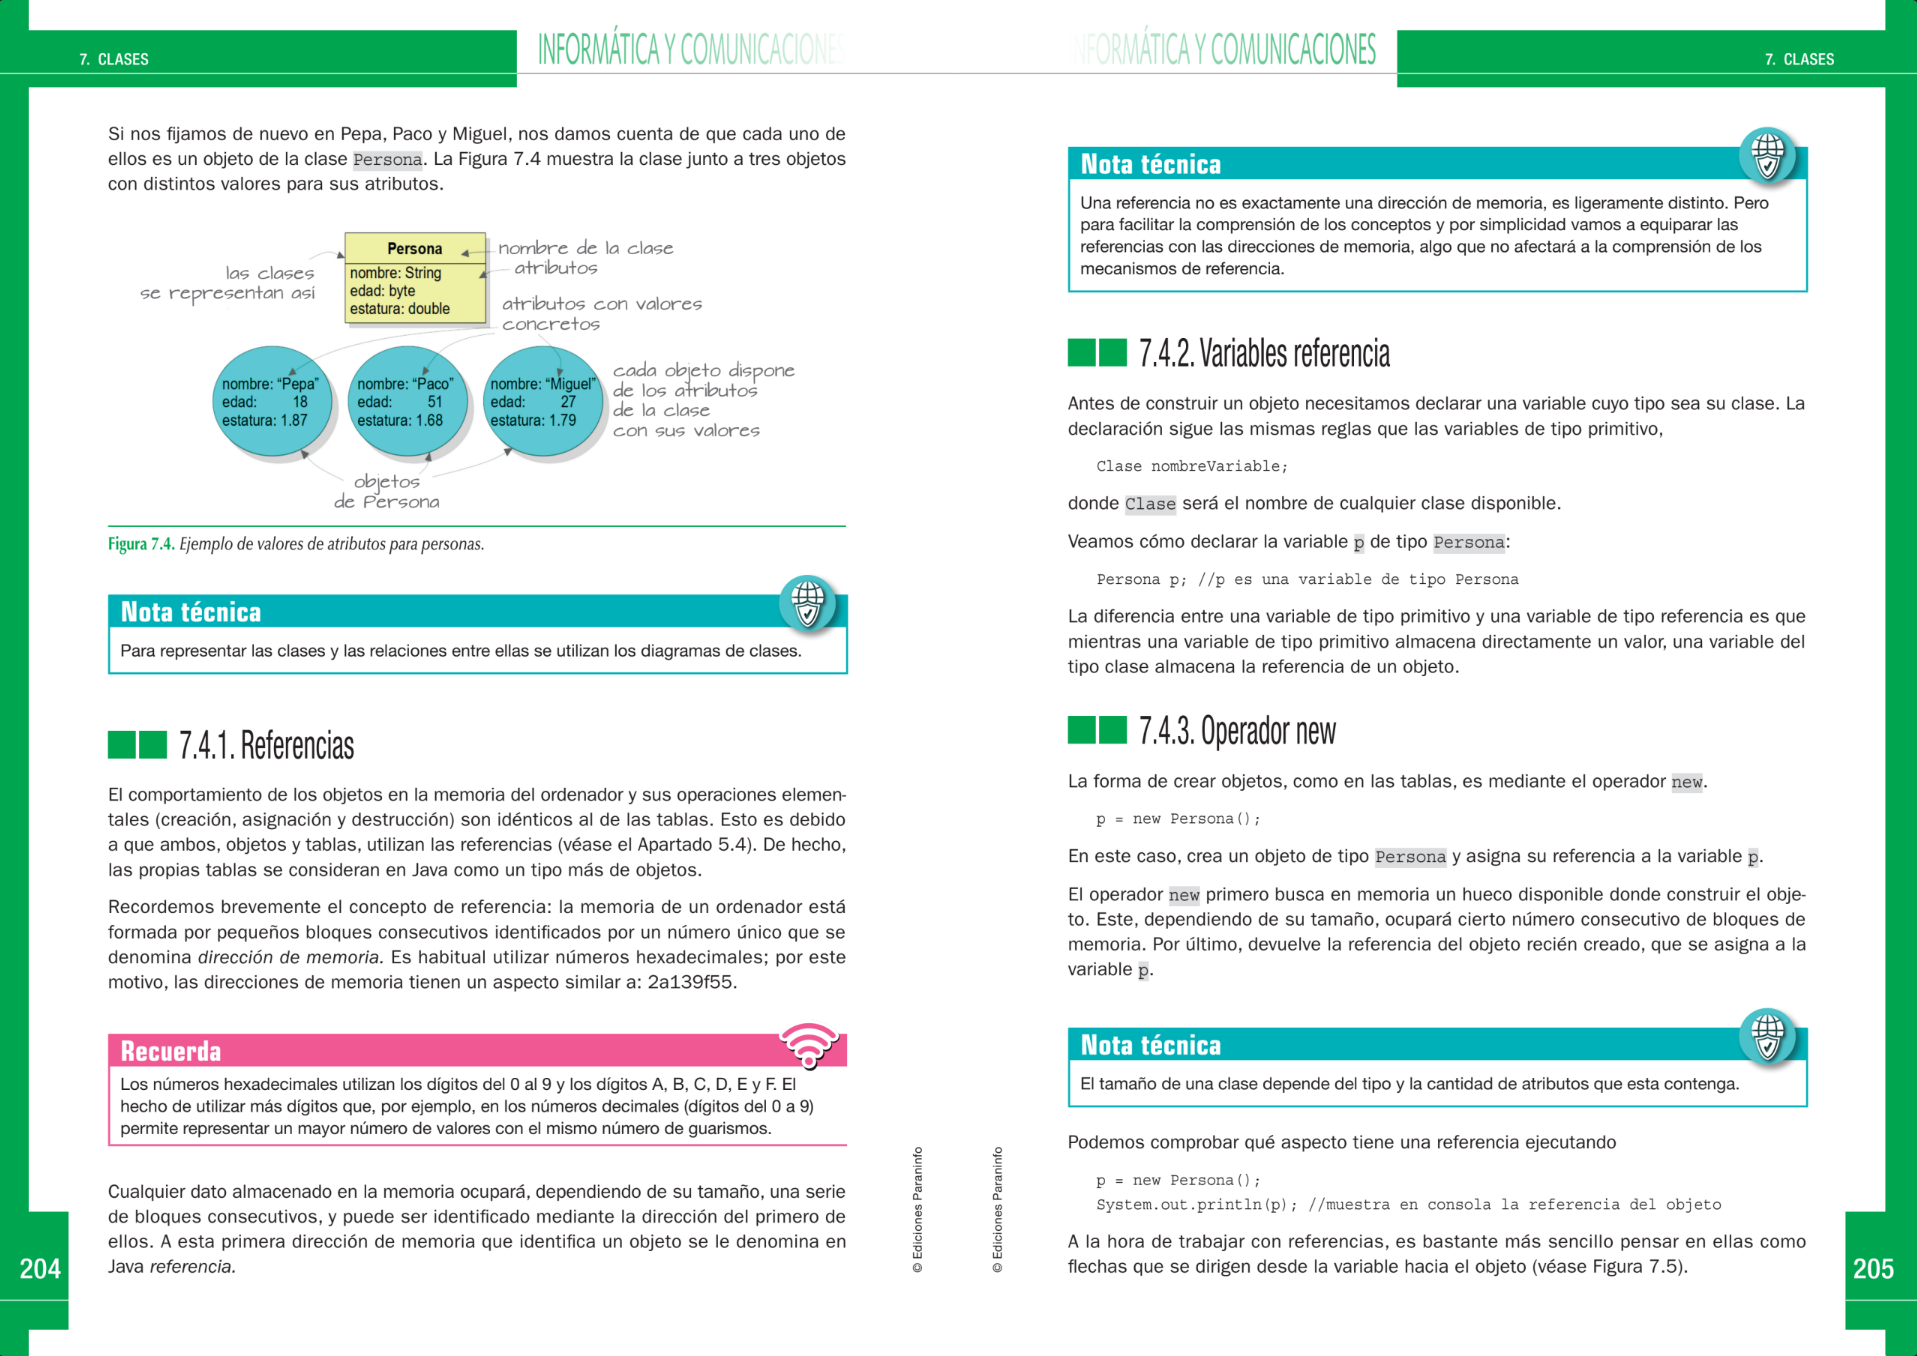 7. CLASES
INFORMÁTICA Y COMUNICACIONES
Si nos fijamos de nuevo en Pepa, Paco y Miguel, nos damos cuenta de que cada uno de
ellos es un objeto de la clase Persona. La Figura 7.4 muestra la clase junto a tres objetos
con distintos valores para sus atributos.
las clases
se representan asi
Persona
nombre: String
edad: byte
estatura: double
nombre de la clase
atributos
atributos con valores
concretos
nombre: “Pepa”
edad: 18
estatura: 1.87
nombre: “Paco”
edad: 51
estatura: 1.68
nombre: “Miguel”
edad: 27
estatura: 1.79
cada objeto dispone
de los atributos
de la clase
con sus valores
objetos
de Persona
Figura 7.4. Ejemplo de valores de atributos para personas.
Nota técnica
Para representar las clases y las relaciones entre ellas se utilizan los diagramas de clases.
7.4.1. Referencias
El comportamiento de los objetos en la memoria del ordenador y sus operaciones elemen-
tales (creación, asignación y destrucción) son idénticos al de las tablas. Esto es debido
a que ambos, objetos y tablas, utilizan las referencias (véase el Apartado 5.4). De hecho,
las propias tablas se consideran en Java como un tipo más de objetos.
Recordemos brevemente el concepto de referencia: la memoria de un ordenador está
formada por pequeños bloques consecutivos identificados por un número único que se
denomina dirección de memoria. Es habitual utilizar números hexadecimales; por este
motivo, las direcciones de memoria tienen un aspecto similar a: 2a139f55.
Recuerda
Los números hexadecimales utilizan los dígitos del 0 al 9 y los dígitos A, B, C, D, E y F. El
hecho de utilizar más dígitos que, por ejemplo, en los números decimales (dígitos del 0 a 9)
permite representar un mayor número de valores con el mismo número de guarismos.
Cualquier dato almacenado en la memoria ocupará, dependiendo de su tamaño, una serie
de bloques consecutivos, y puede ser identificado mediante la dirección del primero de
ellos. A esta primera dirección de memoria que identifica un objeto se le denomina en
Java referencia.
204
© Ediciones Paraninfo
INFORMÁTICA Y COMUNICACIONES
7. CLASES
Nota técnica
Una referencia no es exactamente una dirección de memoria, es ligeramente distinto. Pero
para facilitar la comprensión de los conceptos y por simplicidad vamos a equiparar las
referencias con las direcciones de memoria, algo que no afectará a la comprensión de los
mecanismos de referencia.
7.4.2. Variables referencia
Antes de construir un objeto necesitamos declarar una variable cuyo tipo sea su clase. La
declaración sigue las mismas reglas que las variables de tipo primitivo,
Clase nombreVariable;
donde Clase será el nombre de cualquier clase disponible.
Veamos cómo declarar la variable p de tipo Persona:
Persona p; //p es una variable de tipo Persona
La diferencia entre una variable de tipo primitivo y una variable de tipo referencia es que
mientras una variable de tipo primitivo almacena directamente un valor, una variable del
tipo clase almacena la referencia de un objeto.
7.4.3. Operador new
La forma de crear objetos, como en las tablas, es mediante el operador new.
p = new Persona();
En este caso, crea un objeto de tipo Persona y asigna su referencia a la variable p.
El operador new primero busca en memoria un hueco disponible donde construir el obje-
to. Este, dependiendo de su tamaño, ocupará cierto número consecutivo de bloques de
memoria. Por último, devuelve la referencia del objeto recién creado, que se asigna a la
variable p.
Nota técnica
El tamaño de una clase depende del tipo y la cantidad de atributos que esta contenga.
Podemos comprobar qué aspecto tiene una referencia ejecutando
p = new Persona();
System.out.println(p); //muestra en consola la referencia del objeto
A la hora de trabajar con referencias, es bastante más sencillo pensar en ellas como
flechas que se dirigen desde la variable hacia el objeto (véase Figura 7.5).
© Ediciones Paraninfo
205